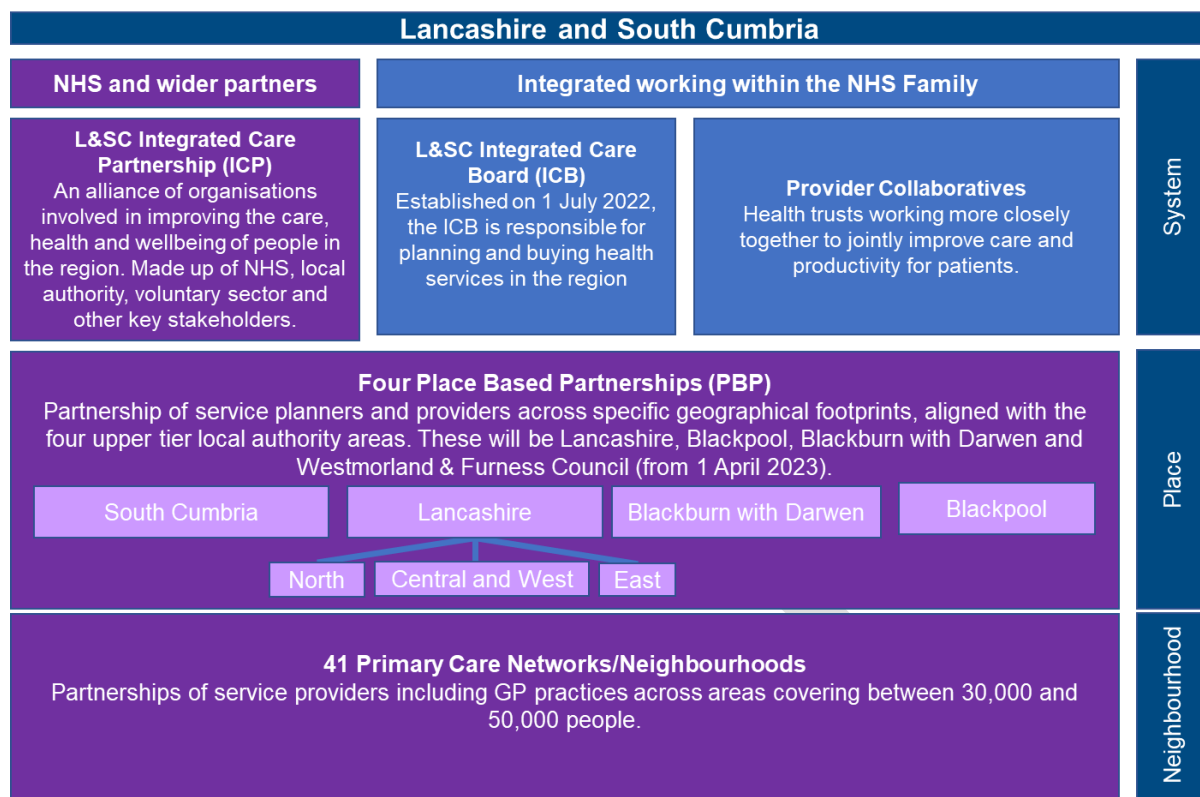 Lancashire and South Cumbria
NHS and wider partners
Integrated working within the NHS Family
System
L&SC Integrated Care
Partnership (ICP)
An alliance of organisations
involved in improving the care,
health and wellbeing of people in
the region. Made up of NHS, local
authority, voluntary sector and
other key stakeholders.
L&SC Integrated Care
Board (ICB)
Established on 1 July 2022,
the ICB is responsible for
planning and buying health
services in the region
Provider Collaboratives
Health trusts working more closely
together to jointly improve care and
productivity for patients.
Four Place Based Partnerships (PBP)
Partnership of service planners and providers across specific geographical footprints, aligned with the
four upper tier local authority areas. These will be Lancashire, Blackpool, Blackburn with Darwen and
Westmorland & Furness Council (from 1 April 2023).
Place
South Cumbria
Lancashire
Blackburn with Darwen
Blackpool
North
Central and West
East
41 Primary Care Networks/Neighbourhoods
Partnerships of service providers including GP practices across areas covering between 30,000 and
50,000 people.
Neighbourhood